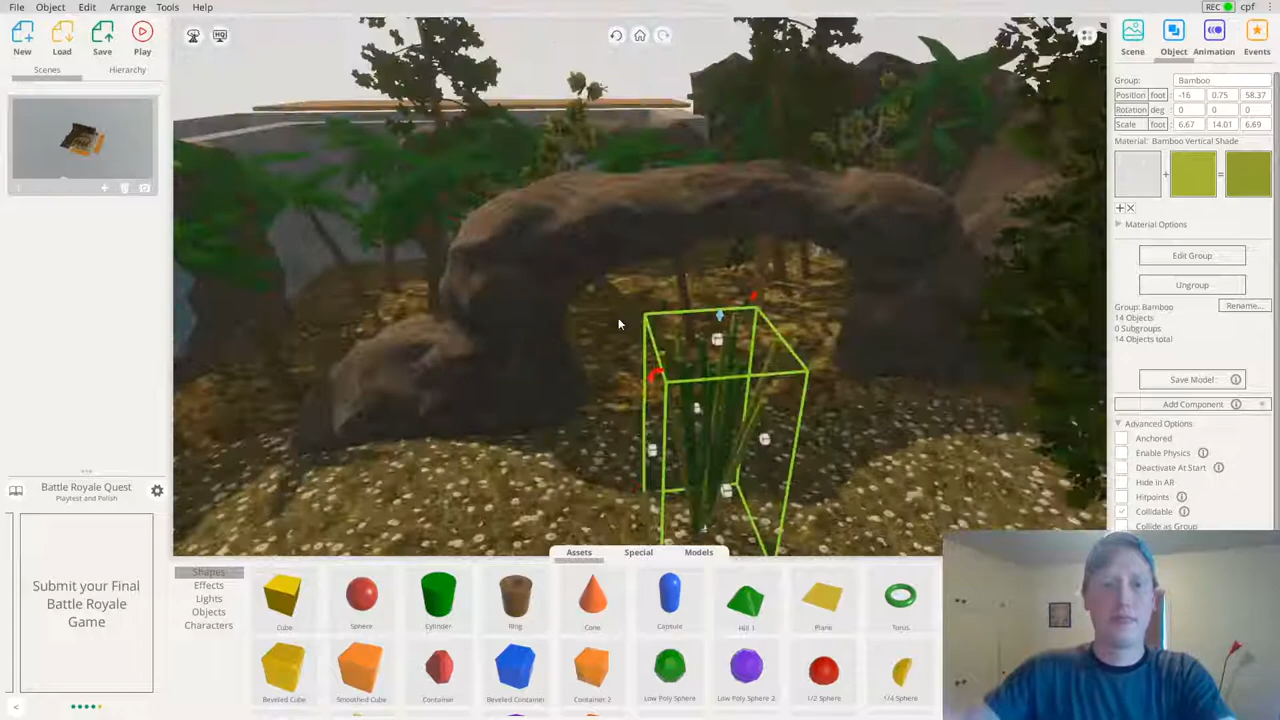 File Object Edit Arrange Tools Help
REC cpf
New Load Save Play
HQ
Scene Object Animation Events
Scenes Hierarchy
Group: Bamboo
Position foot -16 0.75 58.37
Rotation deg 0 0 0
Scale foot 6.67 14.01 6.69
Material: Bamboo Vertical Shade
+ =
Material Options
Edit Group
Ungroup
Group: Bamboo Rename...
14 Objects
0 Subgroups
14 Objects total
Save Model
Add Component
Advanced Options
Anchored
Enable Physics
Deactivate At Start
Hide in AR
Hitpoints
Collidable
Collide as Group
Battle Royale Quest
Playtest and Polish
Submit your Final
Battle Royale
Game
Assets Special Models
Shapes
Effects
Lights
Objects
Characters
Cube Sphere Cylinder Ring Cone Capsule Hill 1 Plane Torus
Beveled Cube Smoothed Cube Container Beveled Container Container 2 Low Poly Sphere Low Poly Sphere 2 1/2 Sphere 1/4 Sphere